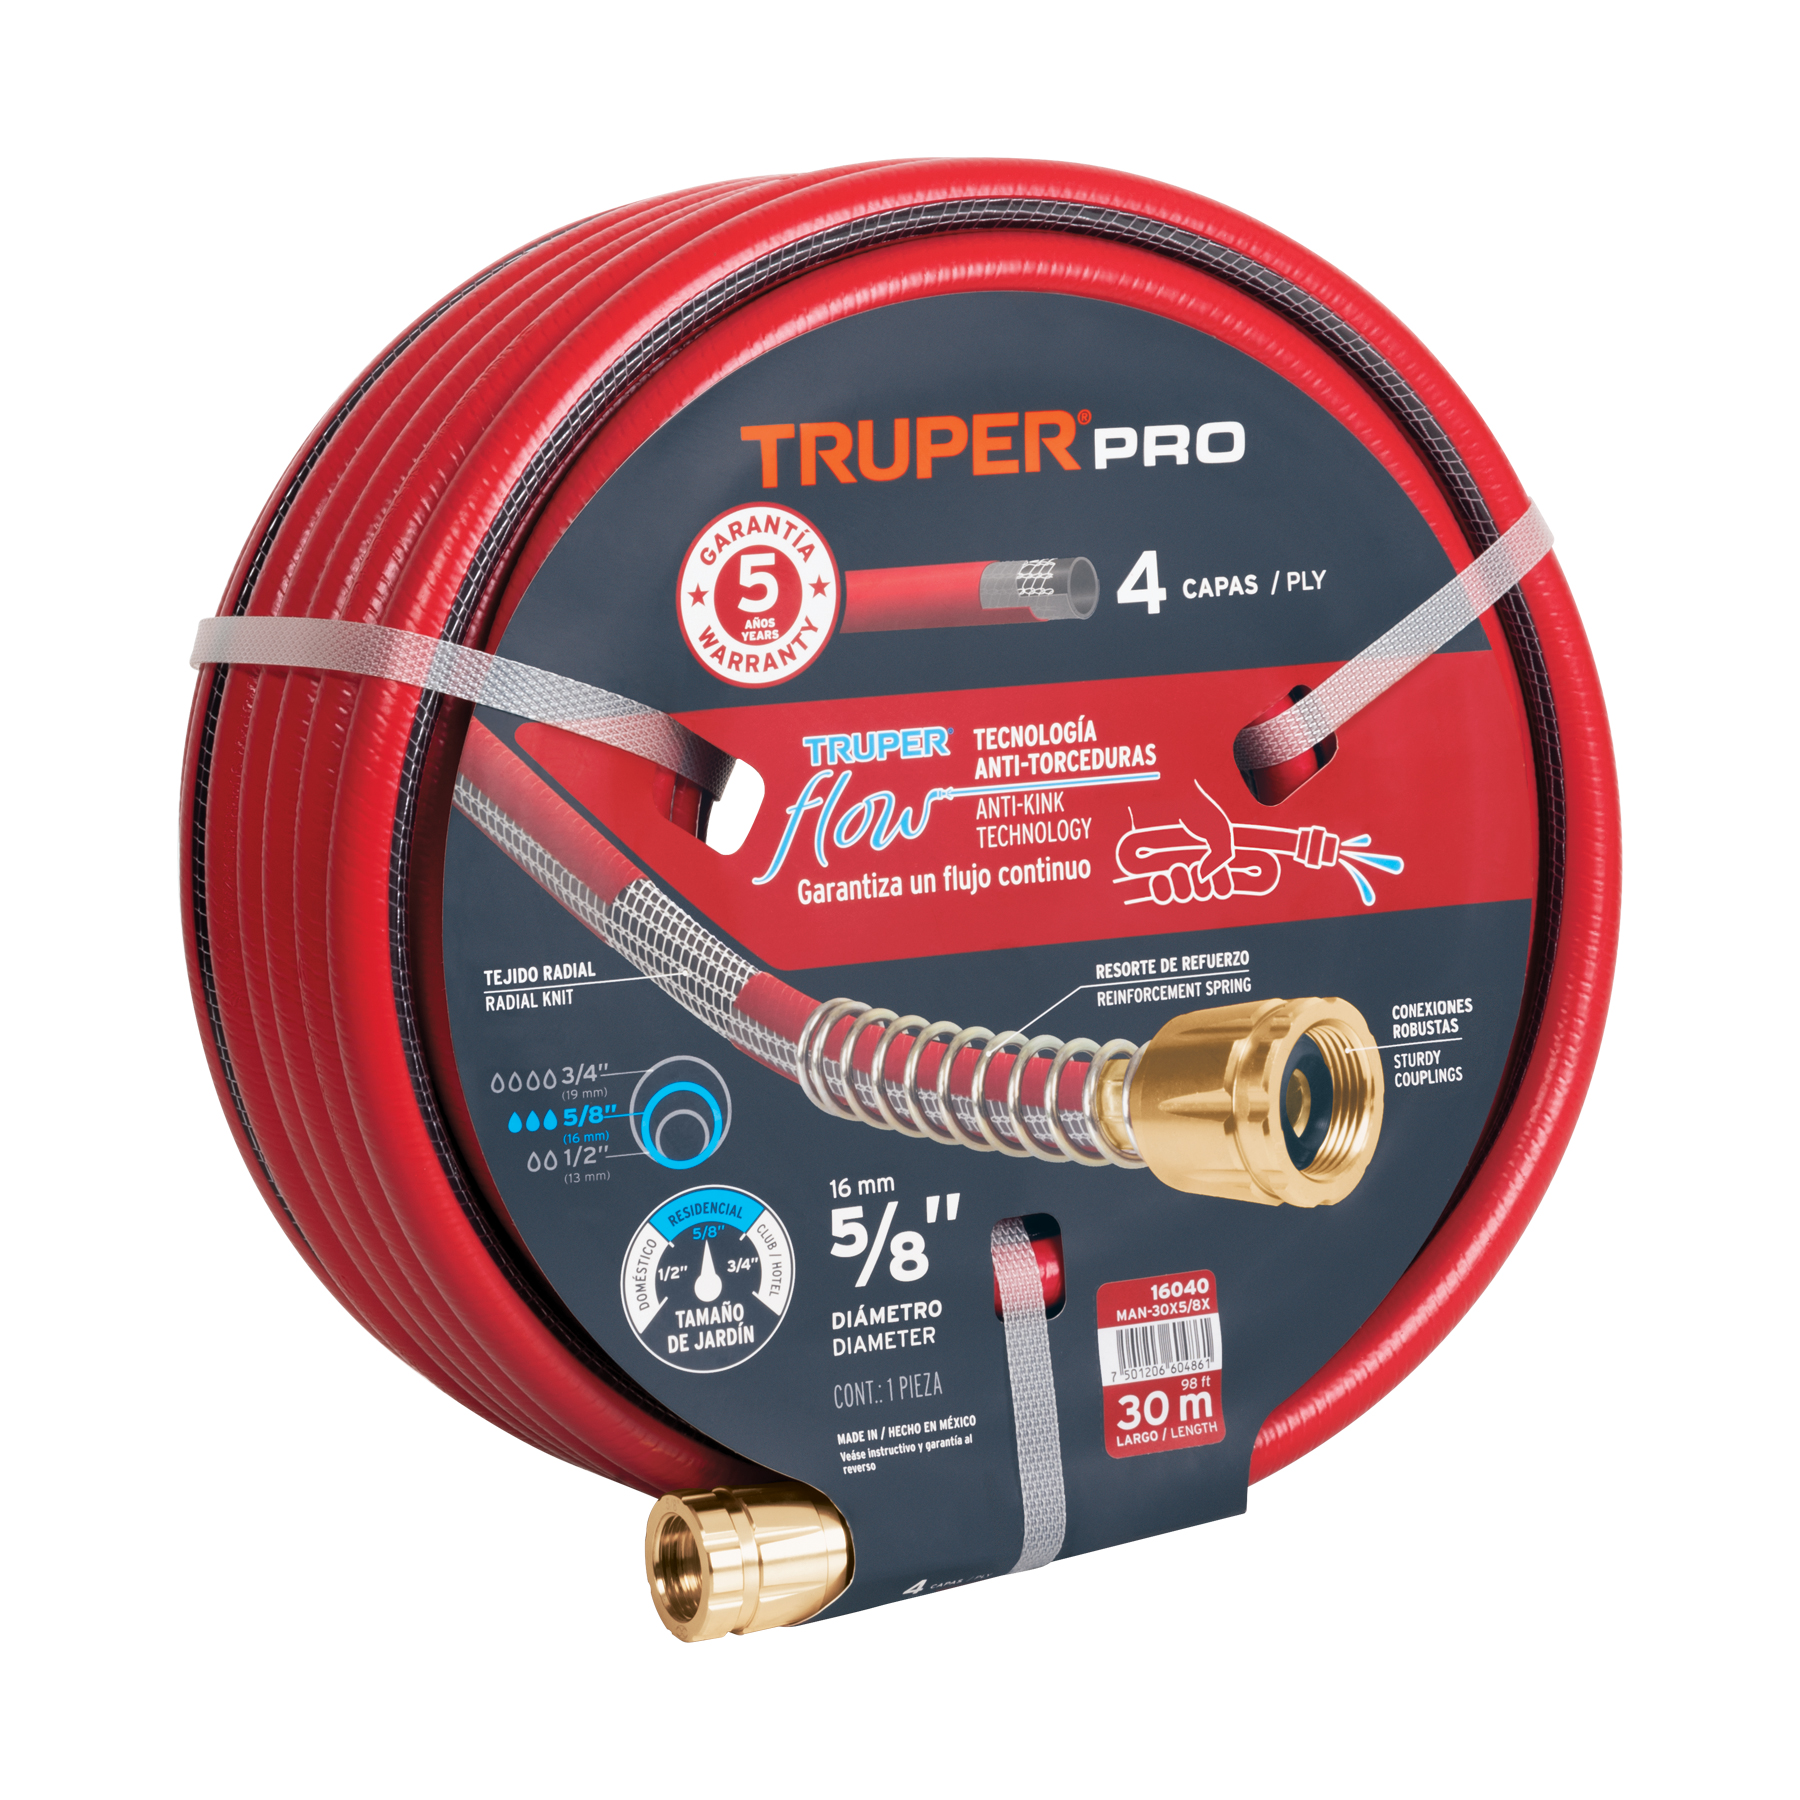 TRUPER® PRO
GARANTÍA
5
AÑOS
YEARS
WARRANTY
4 CAPAS / PLY
TRUPER®
flow
TECNOLOGÍA
ANTI-TORCEDURAS
ANTI-KINK
TECHNOLOGY
Garantiza un flujo continuo
TEJIDO RADIAL
RADIAL KNIT
RESORTE DE REFUERZO
REINFORCEMENT SPRING
CONEXIONES
ROBUSTAS
STURDY
COUPLINGS
3/4"
(19 mm)
5/8"
(16 mm)
1/2"
(13 mm)
DOMÉSTICO
RESIDENCIAL
CLUB / HOTEL
1/2"
5/8"
3/4"
TAMAÑO
DE JARDÍN
16 mm
5/8"
DIÁMETRO
DIAMETER
CONT.: 1 PIEZA
MADE IN / HECHO EN MÉXICO
Veáse instructivo y garantía al
reverso
16040
MAN-30X5/8X
7 501206 604861
98 ft
30 m
LARGO / LENGTH
4 CAPAS / PLY